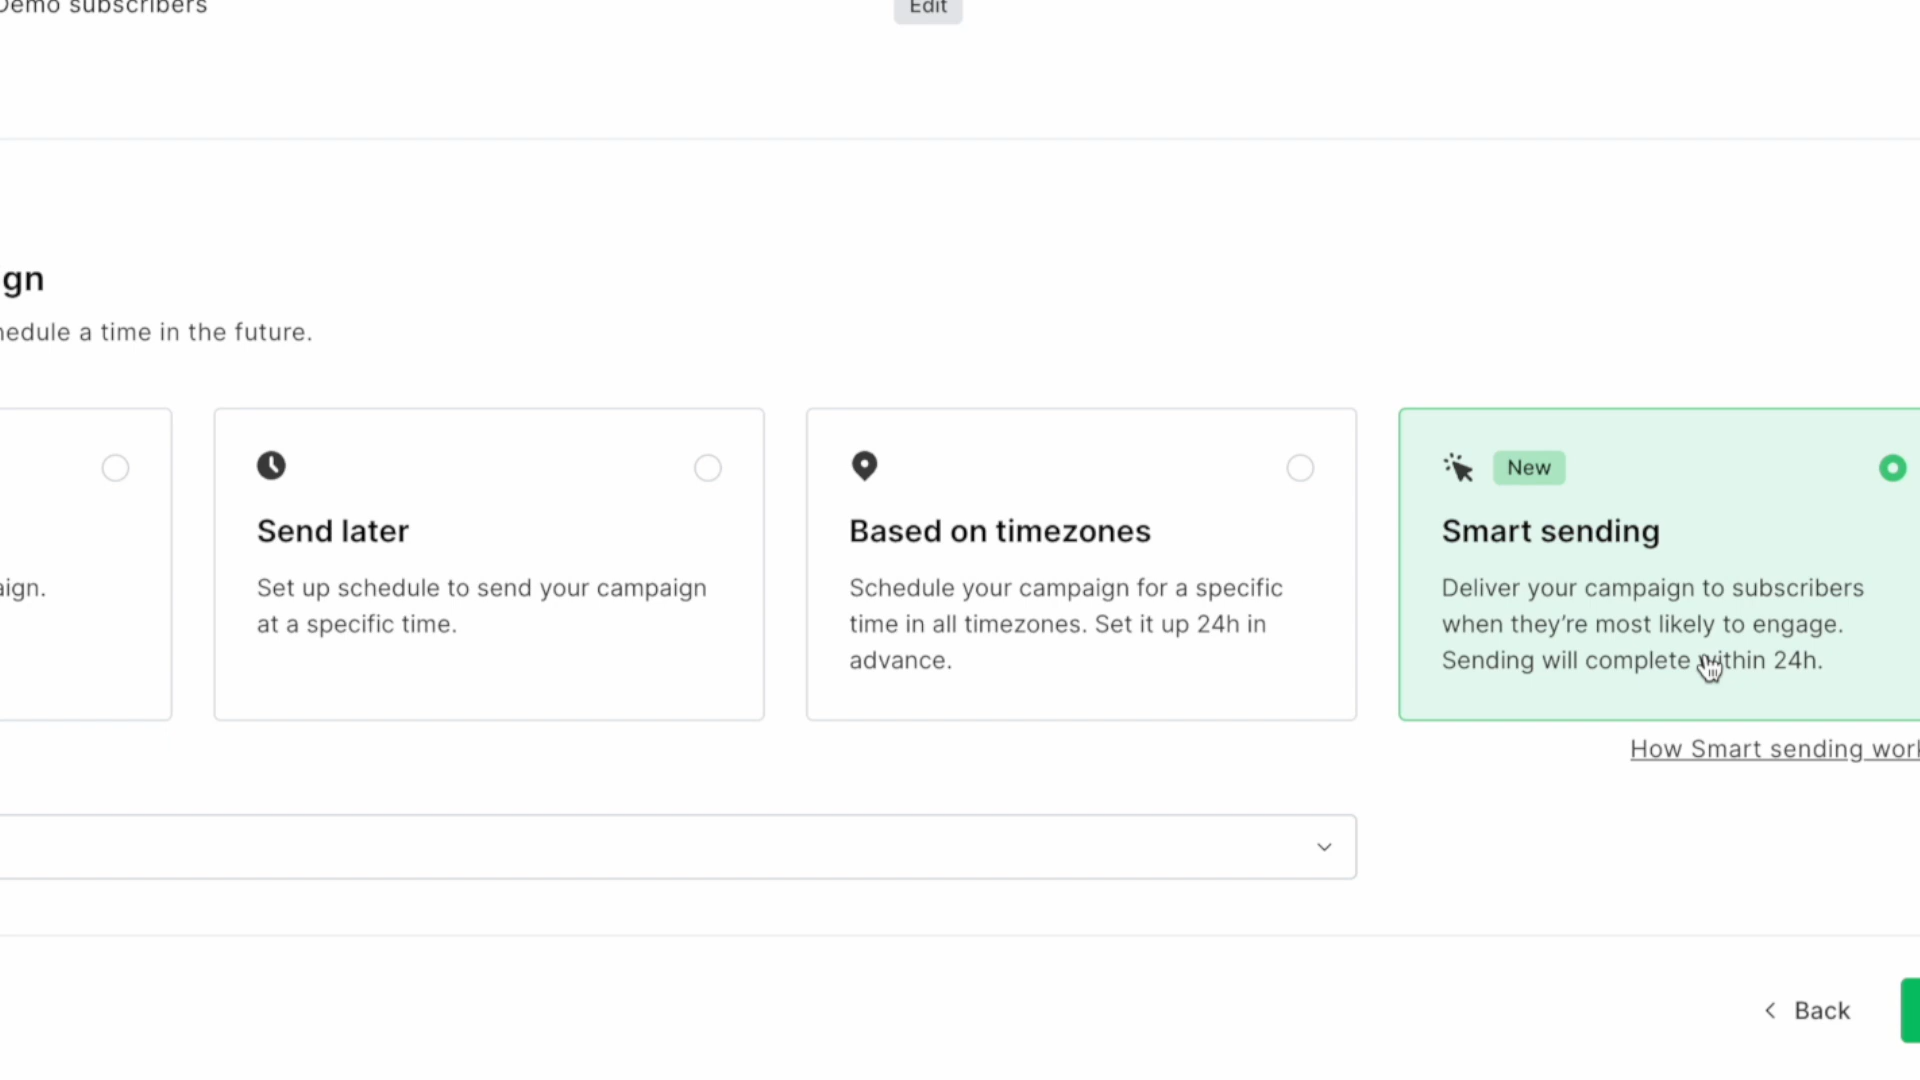 Demo subscribers
Edit
gn
hedule a time in the future.
aign.
Send later
Set up schedule to send your campaign
at a specific time.
Based on timezones
Schedule your campaign for a specific
time in all timezones. Set it up 24h in
advance.
New
Smart sending
Deliver your campaign to subscribers
when they're most likely to engage.
Sending will complete within 24h.
How Smart sending work
Back